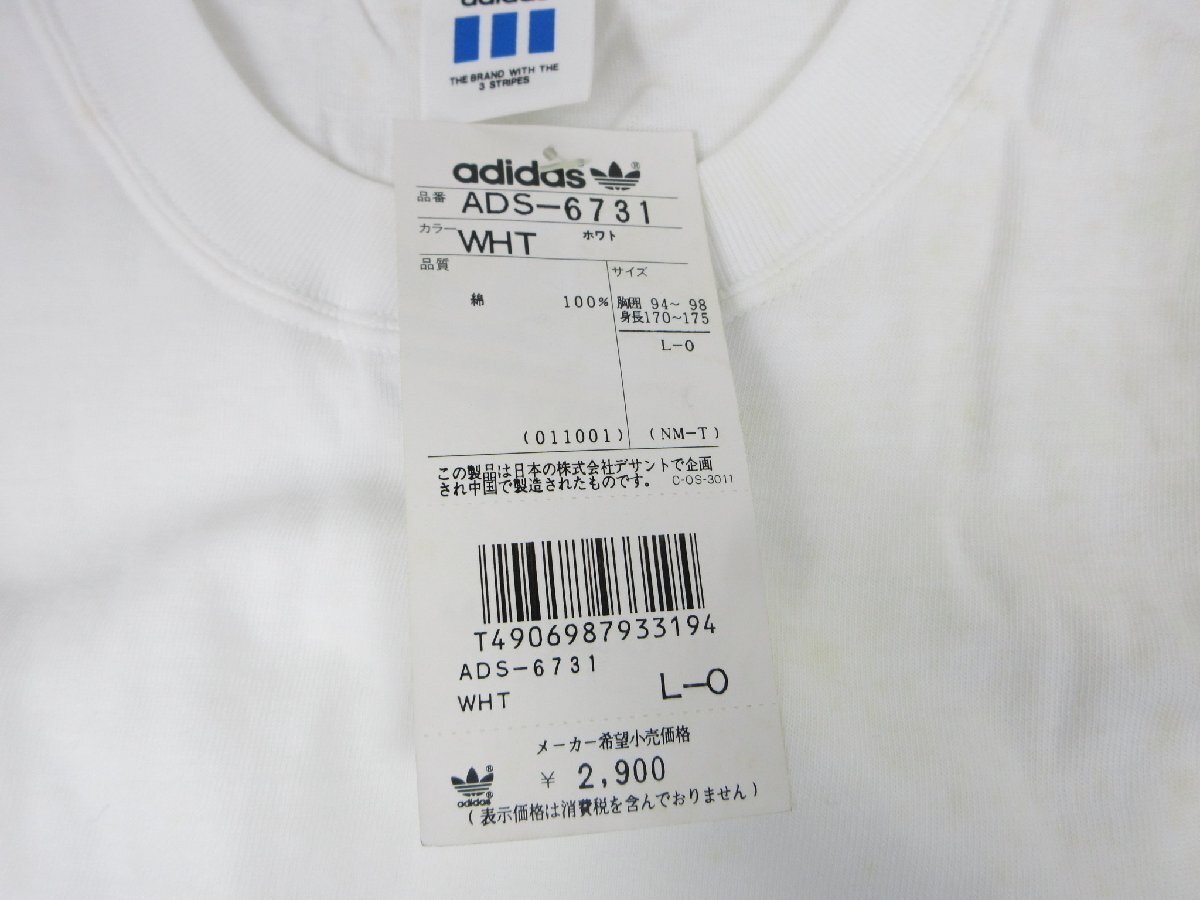 adidas
THE BRAND WITH THE
3 STRIPES
adidas ®
品番 ADS-6731
カラー WHT ホワト
品質 サイズ
綿 100% 胸囲 94~ 98
身長170~175
L-O
(011001) (NM-T)
この製品は日本の株式会社デサントで企画
され中国で製造されたものです。 C-OS-3011
T4906987933194
ADS-6731
WHT L-O
メーカー希望小売価格
adidas® ¥ 2,900
(表示価格は消費税を含んでおりません)